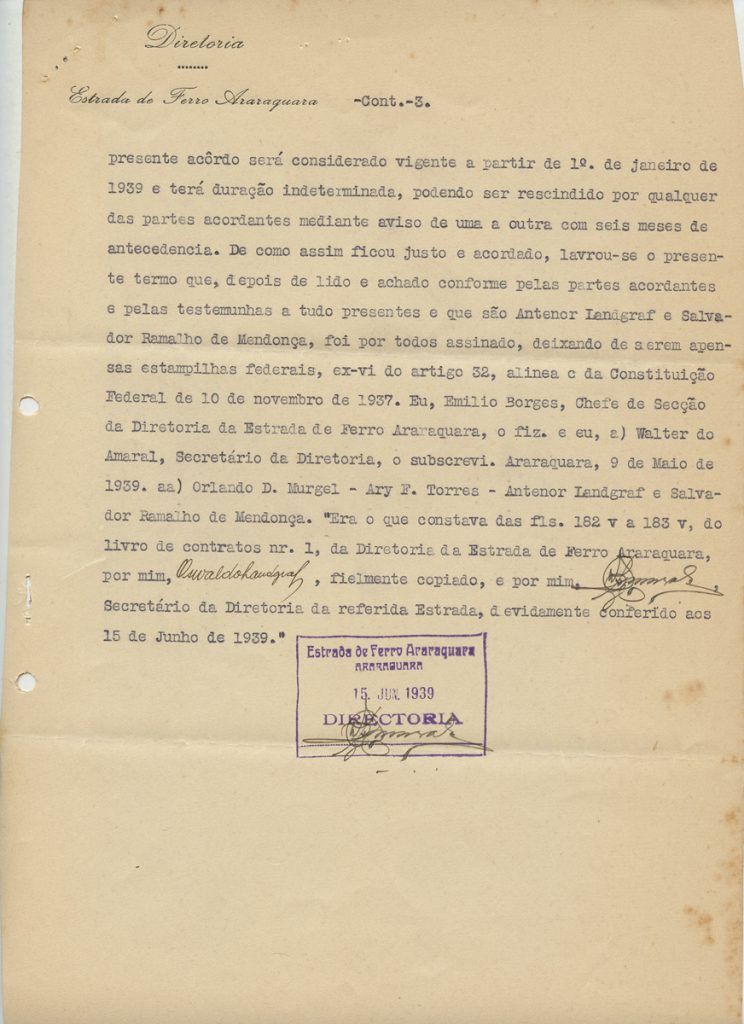 Diretoria
Estrada de Ferro Araraquara -Cont.-3.
presente acôrdo será considerado vigente a partir de 1º. de janeiro de
1939 e terá duração indeterminada, podendo ser rescindido por qualquer
das partes acordantes mediante aviso de uma a outra com seis meses de
antecedencia. De como assim ficou justo e acordado, lavrou-se o presen-
te termo que, depois de lido e achado conforme pelas partes acordantes
e pelas testemunhas a tudo presentes e que são Antenor Landgraf e Salva-
dor Ramalho de Mendonça, foi por todos assinado, deixando de serem apen-
sas estampilhas federais, ex-vi do artigo 32, alinea c da Constituição
Federal de 10 de novembro de 1937. Eu, Emilio Borges, Chefe de Secção
da Diretoria da Estrada de Ferro Araraquara, o fiz. e eu, a) Walter do
Amaral, Secretário da Diretoria, o subscrevi. Araraquara, 9 de Maio de
1939. aa) Orlando D. Murgel - Ary F. Torres - Antenor Landgraf e Salva-
dor Ramalho de Mendonça. "Era o que constava das fls. 182 v a 183 v, do
livro de contratos nr. 1, da Diretoria da Estrada de Ferro Araraquara,
por mim, Oswaldo Landgraf, fielmente copiado, e por mim,
Secretário da Diretoria da referida Estrada, devidamente conferido aos
15 de Junho de 1939."
Estrada de Ferro Araraquara
ARARAQUARA
15. JUN. 1939
DIRECTORIA